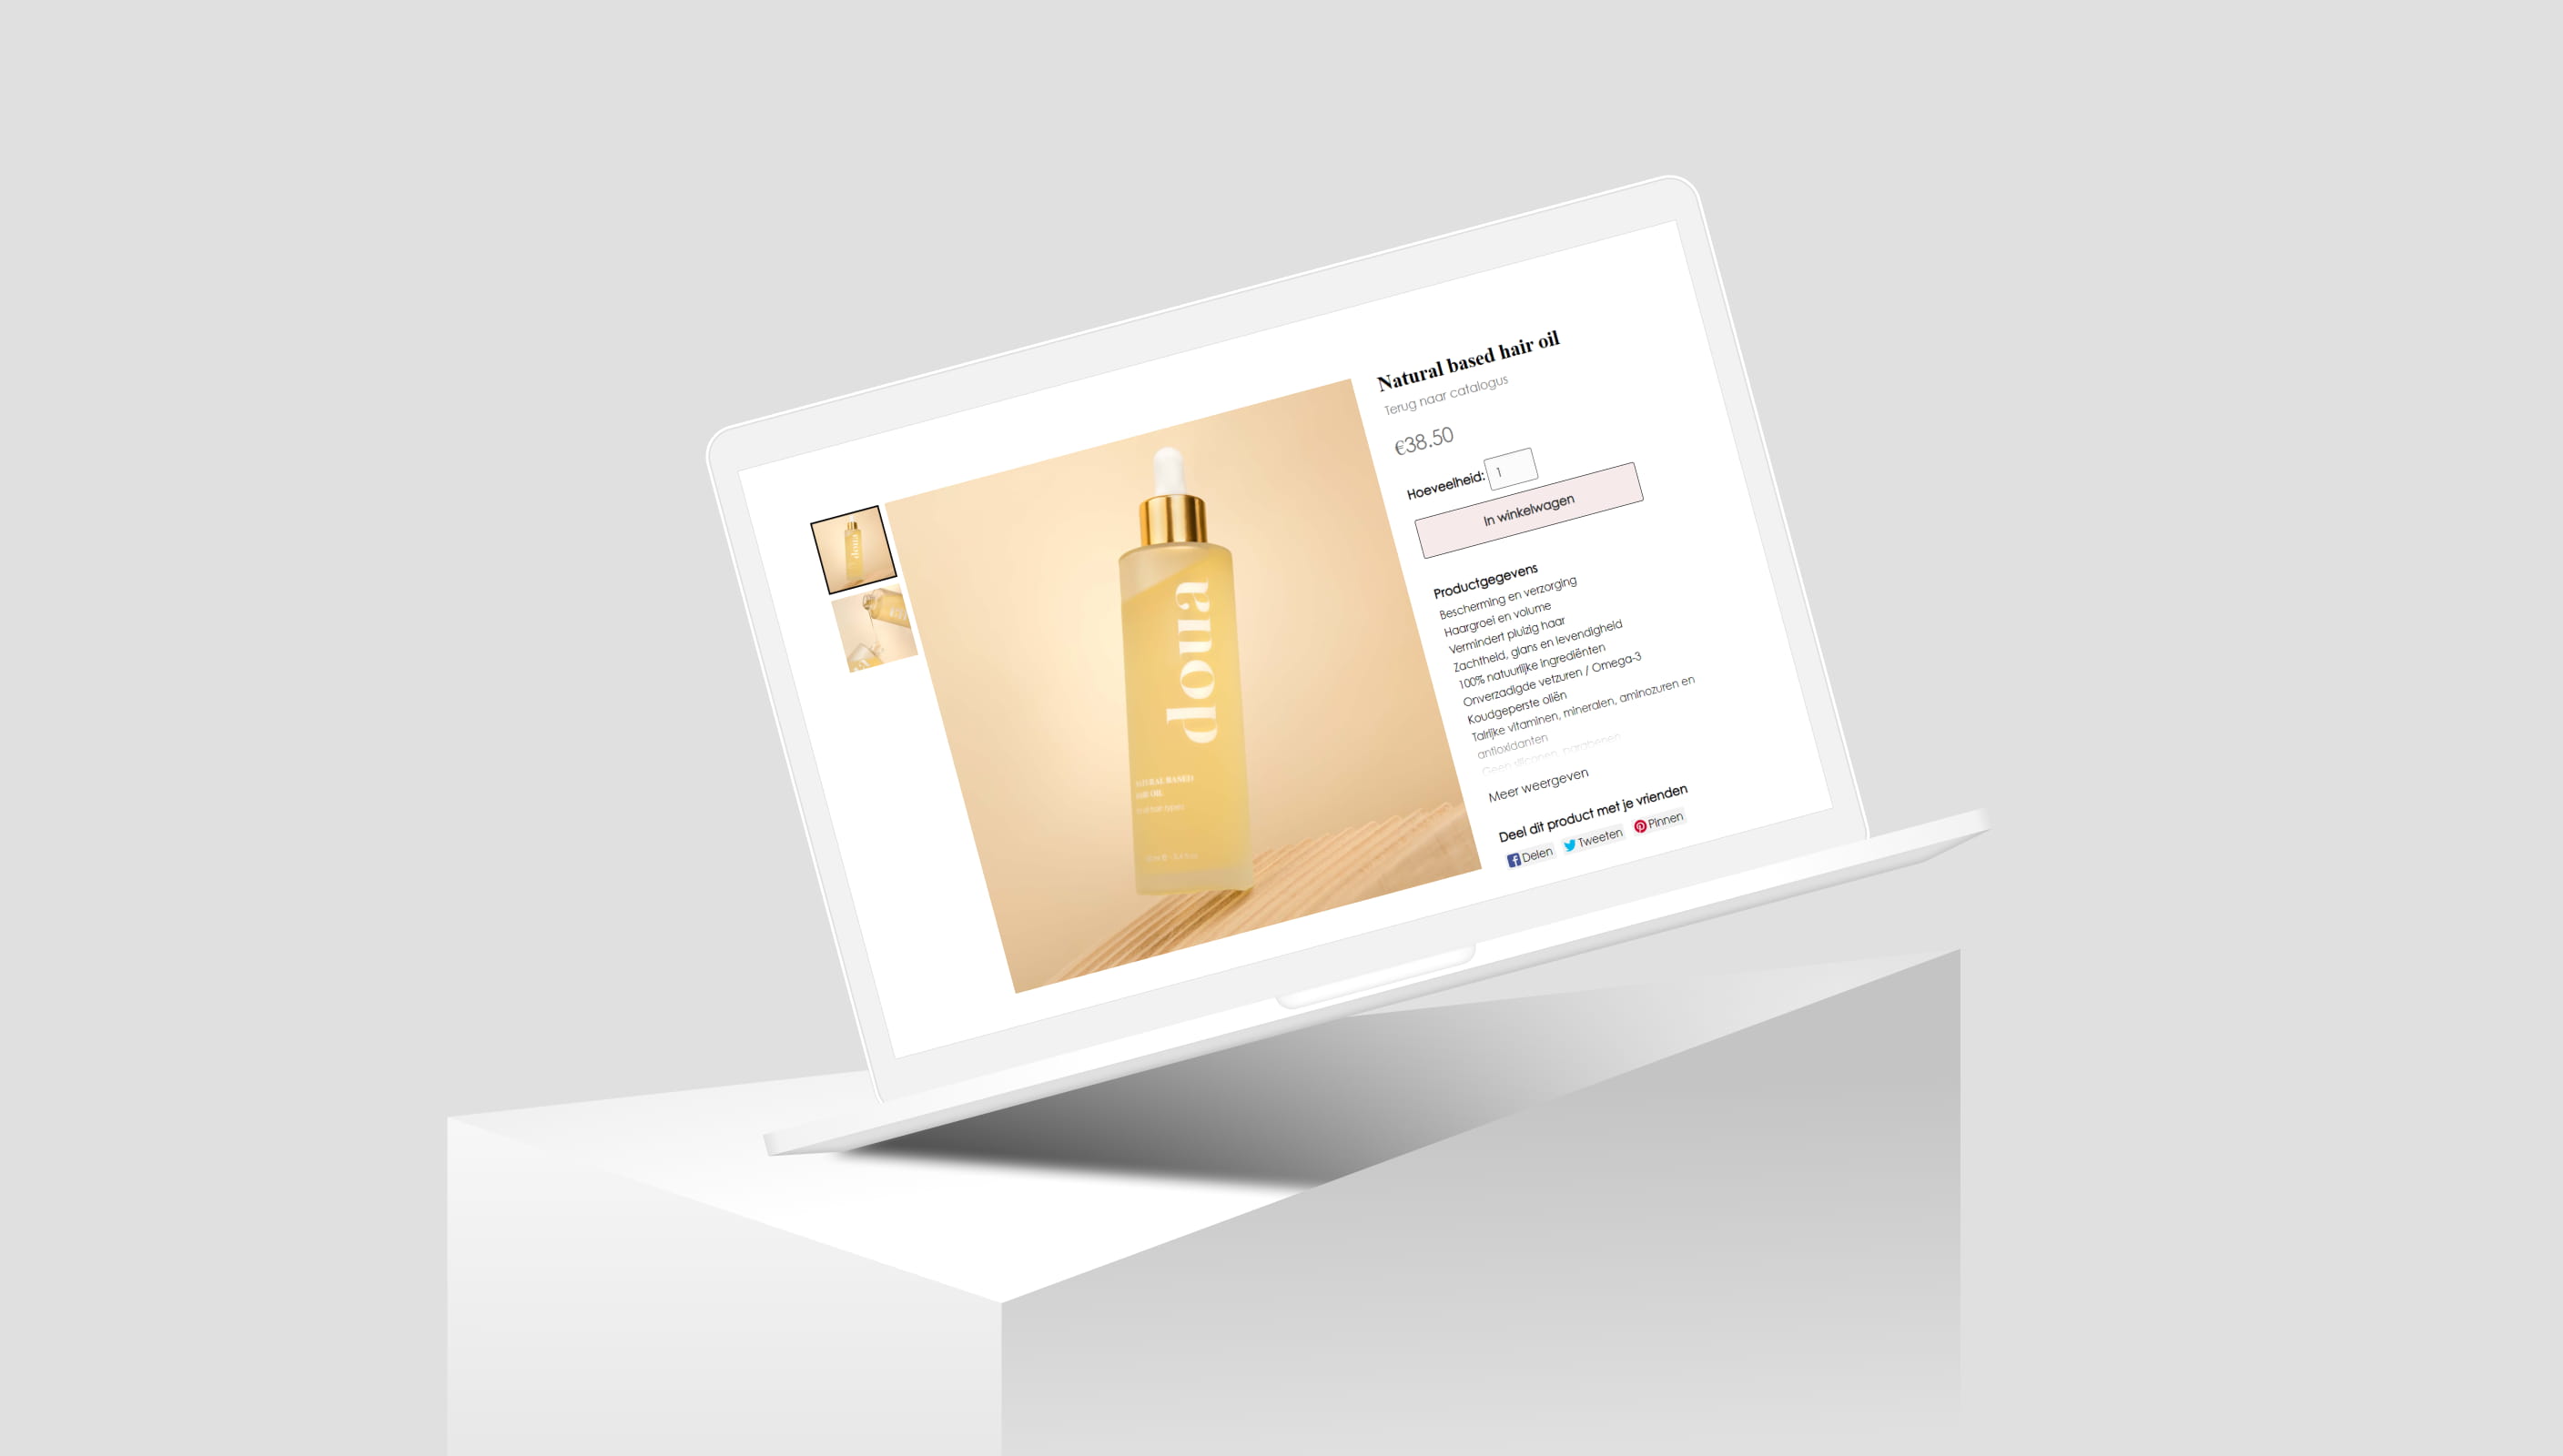 Natural based hair oil
Terug naar catalogus
€38.50
Hoeveelheid: 1
In winkelwagen
Productgegevens
Bescherming en verzorging
Haargroei en volume
Vermindert pluizig haar
Zachtheid, glans en levendigheid
100% natuurlijke ingrediënten
Onverzadigde vetzuren / Omega-3
Koudgeperste oliën
Talrijke vitaminen, mineralen, aminozuren en
antioxidanten
Geen siliconen, parabenen
Meer weergeven
Deel dit product met je vrienden
Delen Tweeten Pinnen
doua
NATURAL BASED
HAIR OIL
doua